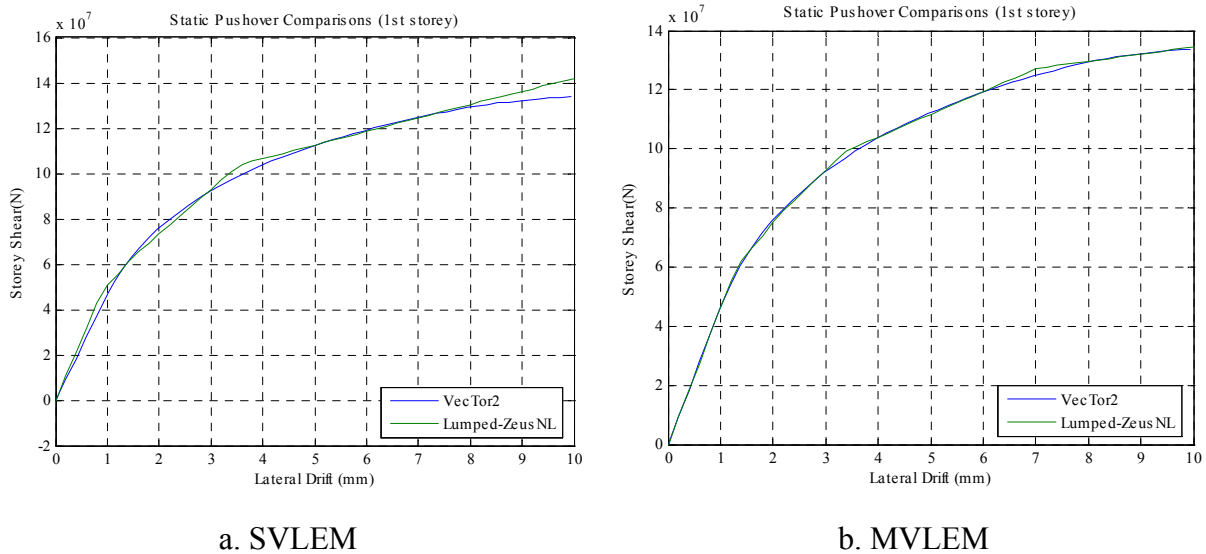 Static Pushover Comparisons (1st storey)
x 10^7
16
14
12
10
8
6
4
2
0
-2
Storey Shear(N)
0 1 2 3 4 5 6 7 8 9 10
Lateral Drift (mm)
VecTor2
Lumped-ZeusNL
a. SVLEM
Static Pushover Comparisons (1st storey)
x 10^7
14
12
10
8
6
4
2
0
Storey Shear(N)
0 1 2 3 4 5 6 7 8 9 10
Lateral Drift (mm)
VecTor2
Lumped-ZeusNL
b. MVLEM